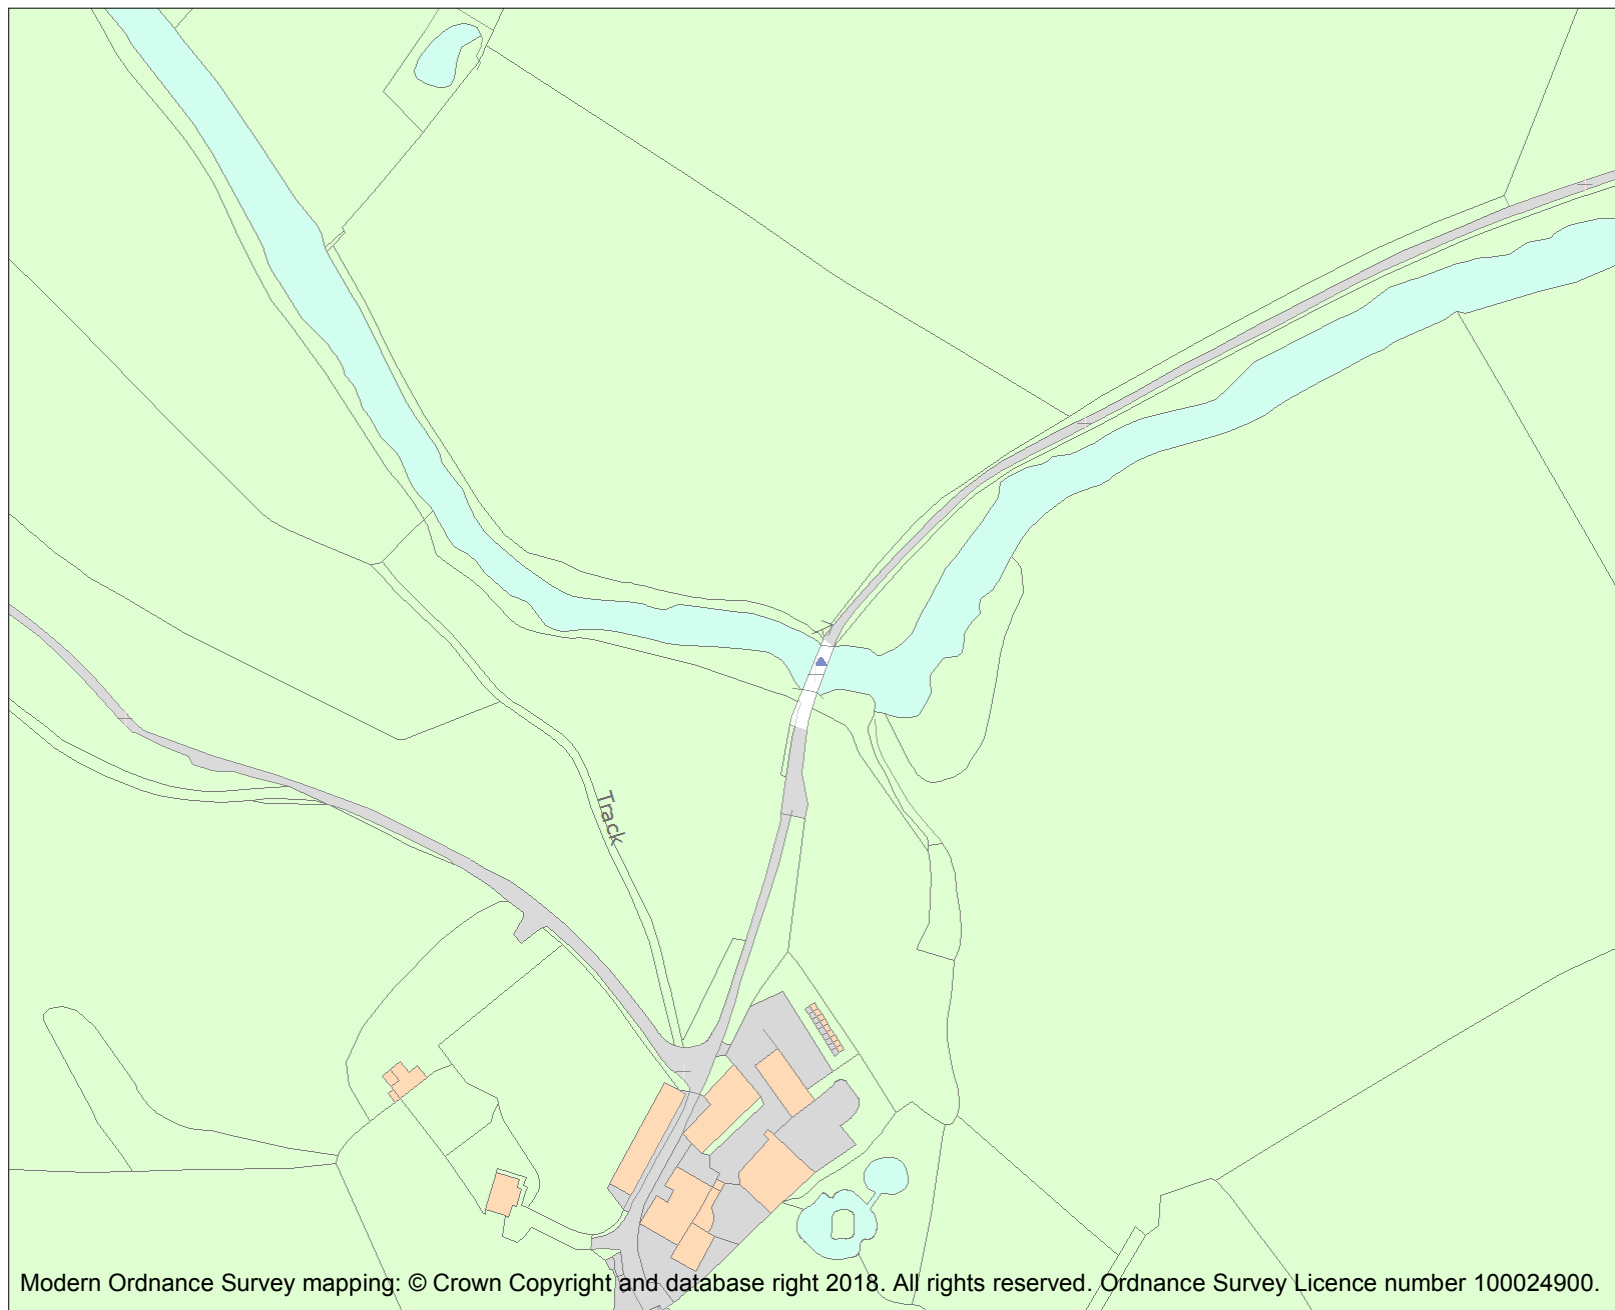 Track
Modern Ordnance Survey mapping: © Crown Copyright and database right 2018. All rights reserved. Ordnance Survey Licence number 100024900.